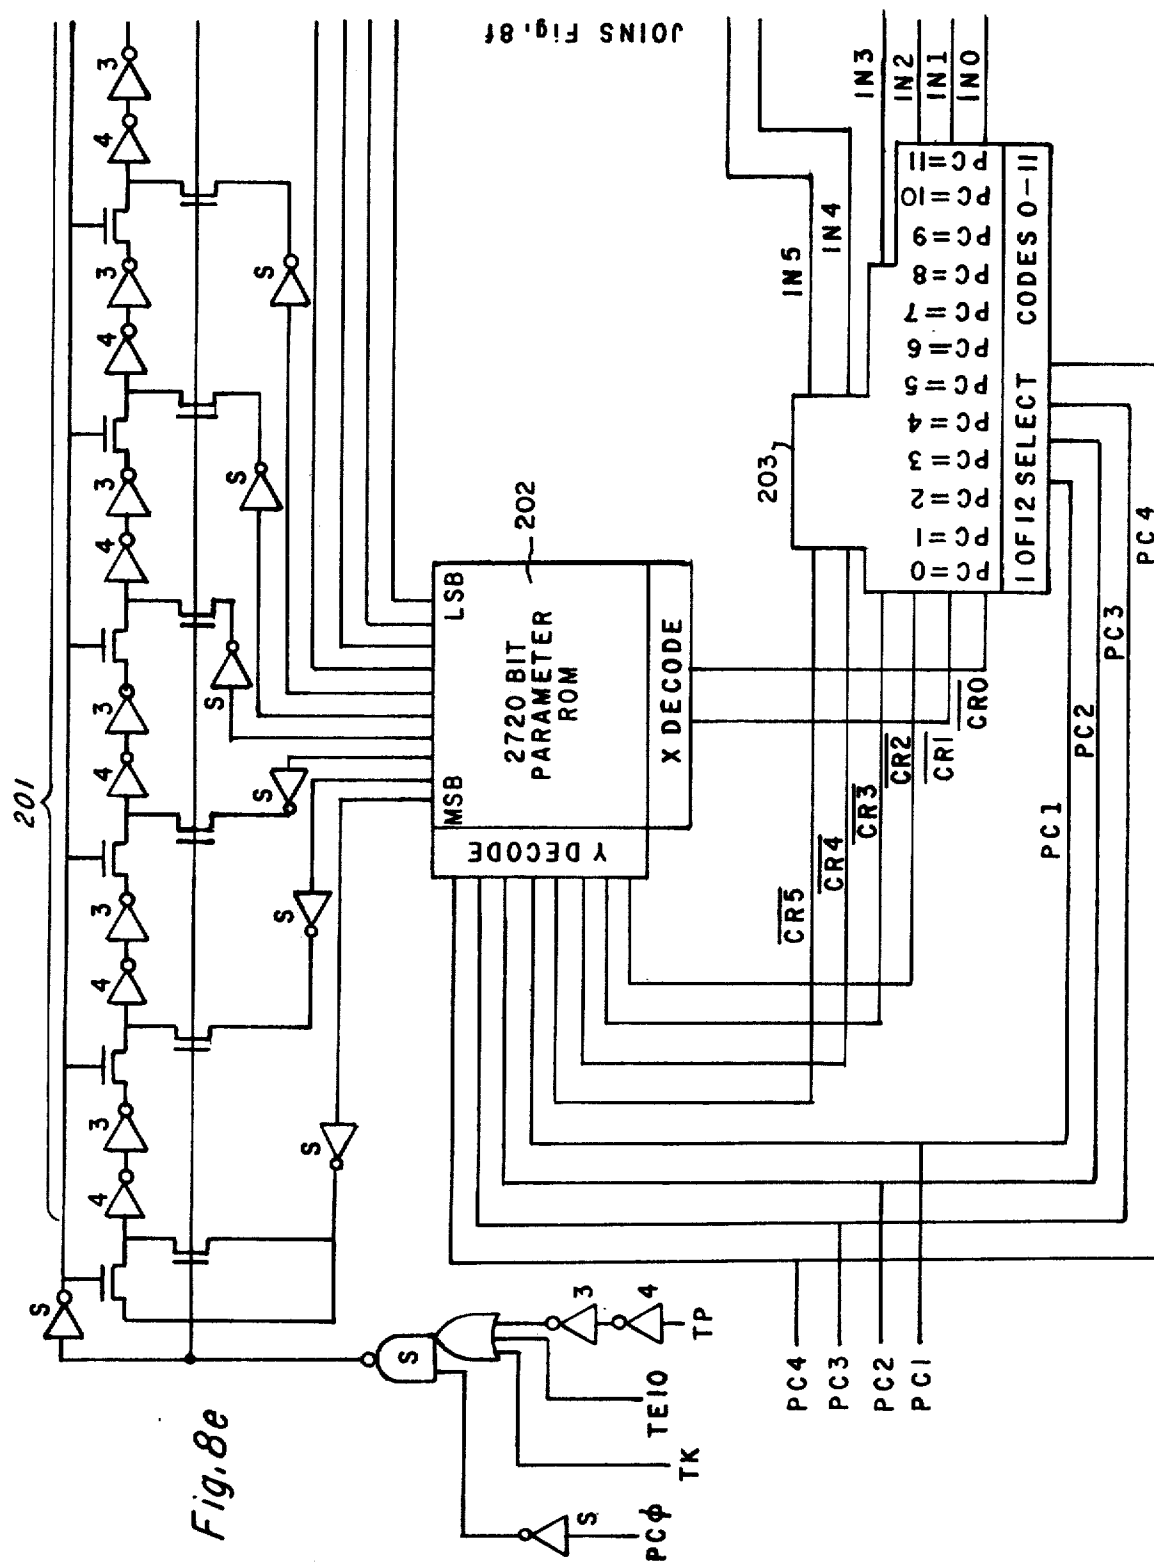 Fig. 8e
201
S
4
3
4
3
4
3
4
3
4
3
4
3
S
S
S
S
S
S
JOINS Fig. 8f
MSB
LSB
2720 BIT
PARAMETER
ROM
202
Y DECODE
X DECODE
203
PC=0
PC=1
PC=2
PC=3
PC=4
PC=5
PC=6
PC=7
PC=8
PC=9
PC=10
PC=11
1 OF 12 SELECT CODES 0-11
IN5
IN4
IN3
IN2
IN1
IN0
CR5
CR4
CR3
CR2
CR1
CR0
PC1
PC2
PC3
PC4
PC4
PC3
PC2
PC1
S
3
4
TP
TE10
TK
S
PCϕ